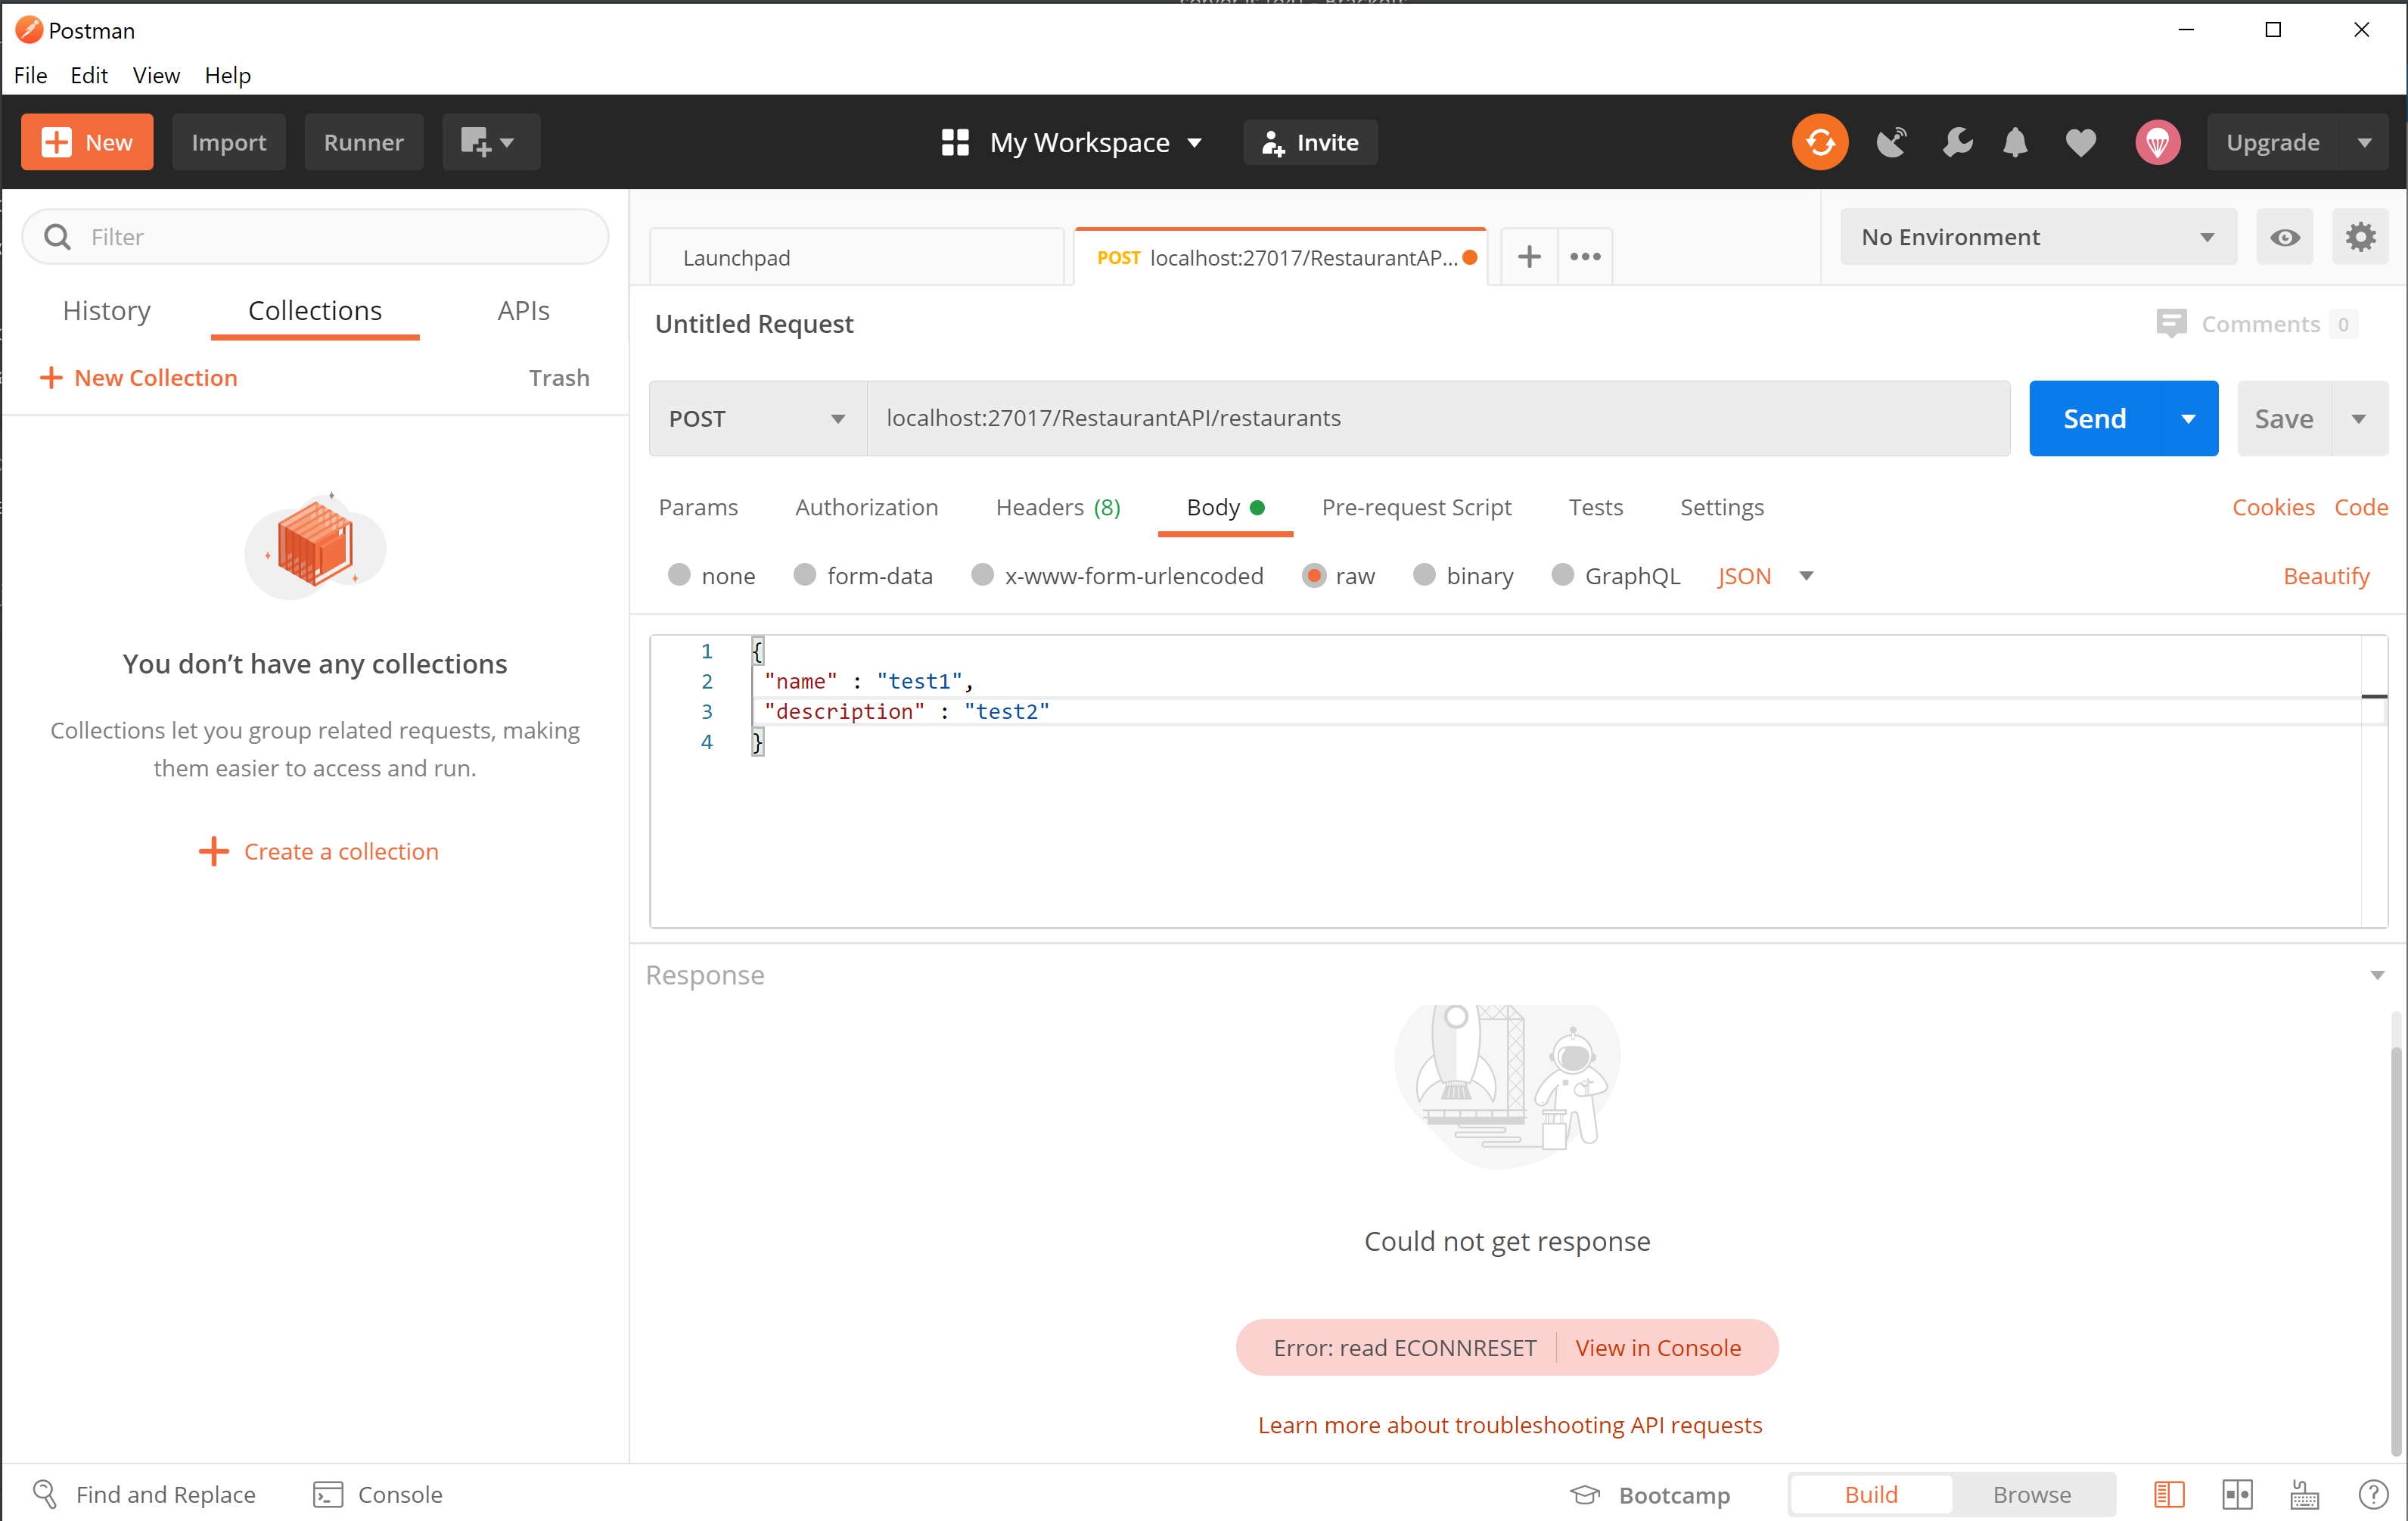 Postman
File Edit View Help
New Import Runner My Workspace Invite Upgrade
Filter
History Collections APIs
New Collection Trash
You don’t have any collections
Collections let you group related requests, making
them easier to access and run.
Create a collection
Launchpad POST localhost:27017/RestaurantAP... No Environment
Untitled Request Comments 0
POST localhost:27017/RestaurantAPI/restaurants Send Save
Params Authorization Headers (8) Body Pre-request Script Tests Settings Cookies Code
none form-data x-www-form-urlencoded raw binary GraphQL JSON Beautify
1 {
2 "name" : "test1",
3 "description" : "test2"
4 }
Response
Could not get response
Error: read ECONNRESET View in Console
Learn more about troubleshooting API requests
Find and Replace Console Bootcamp Build Browse